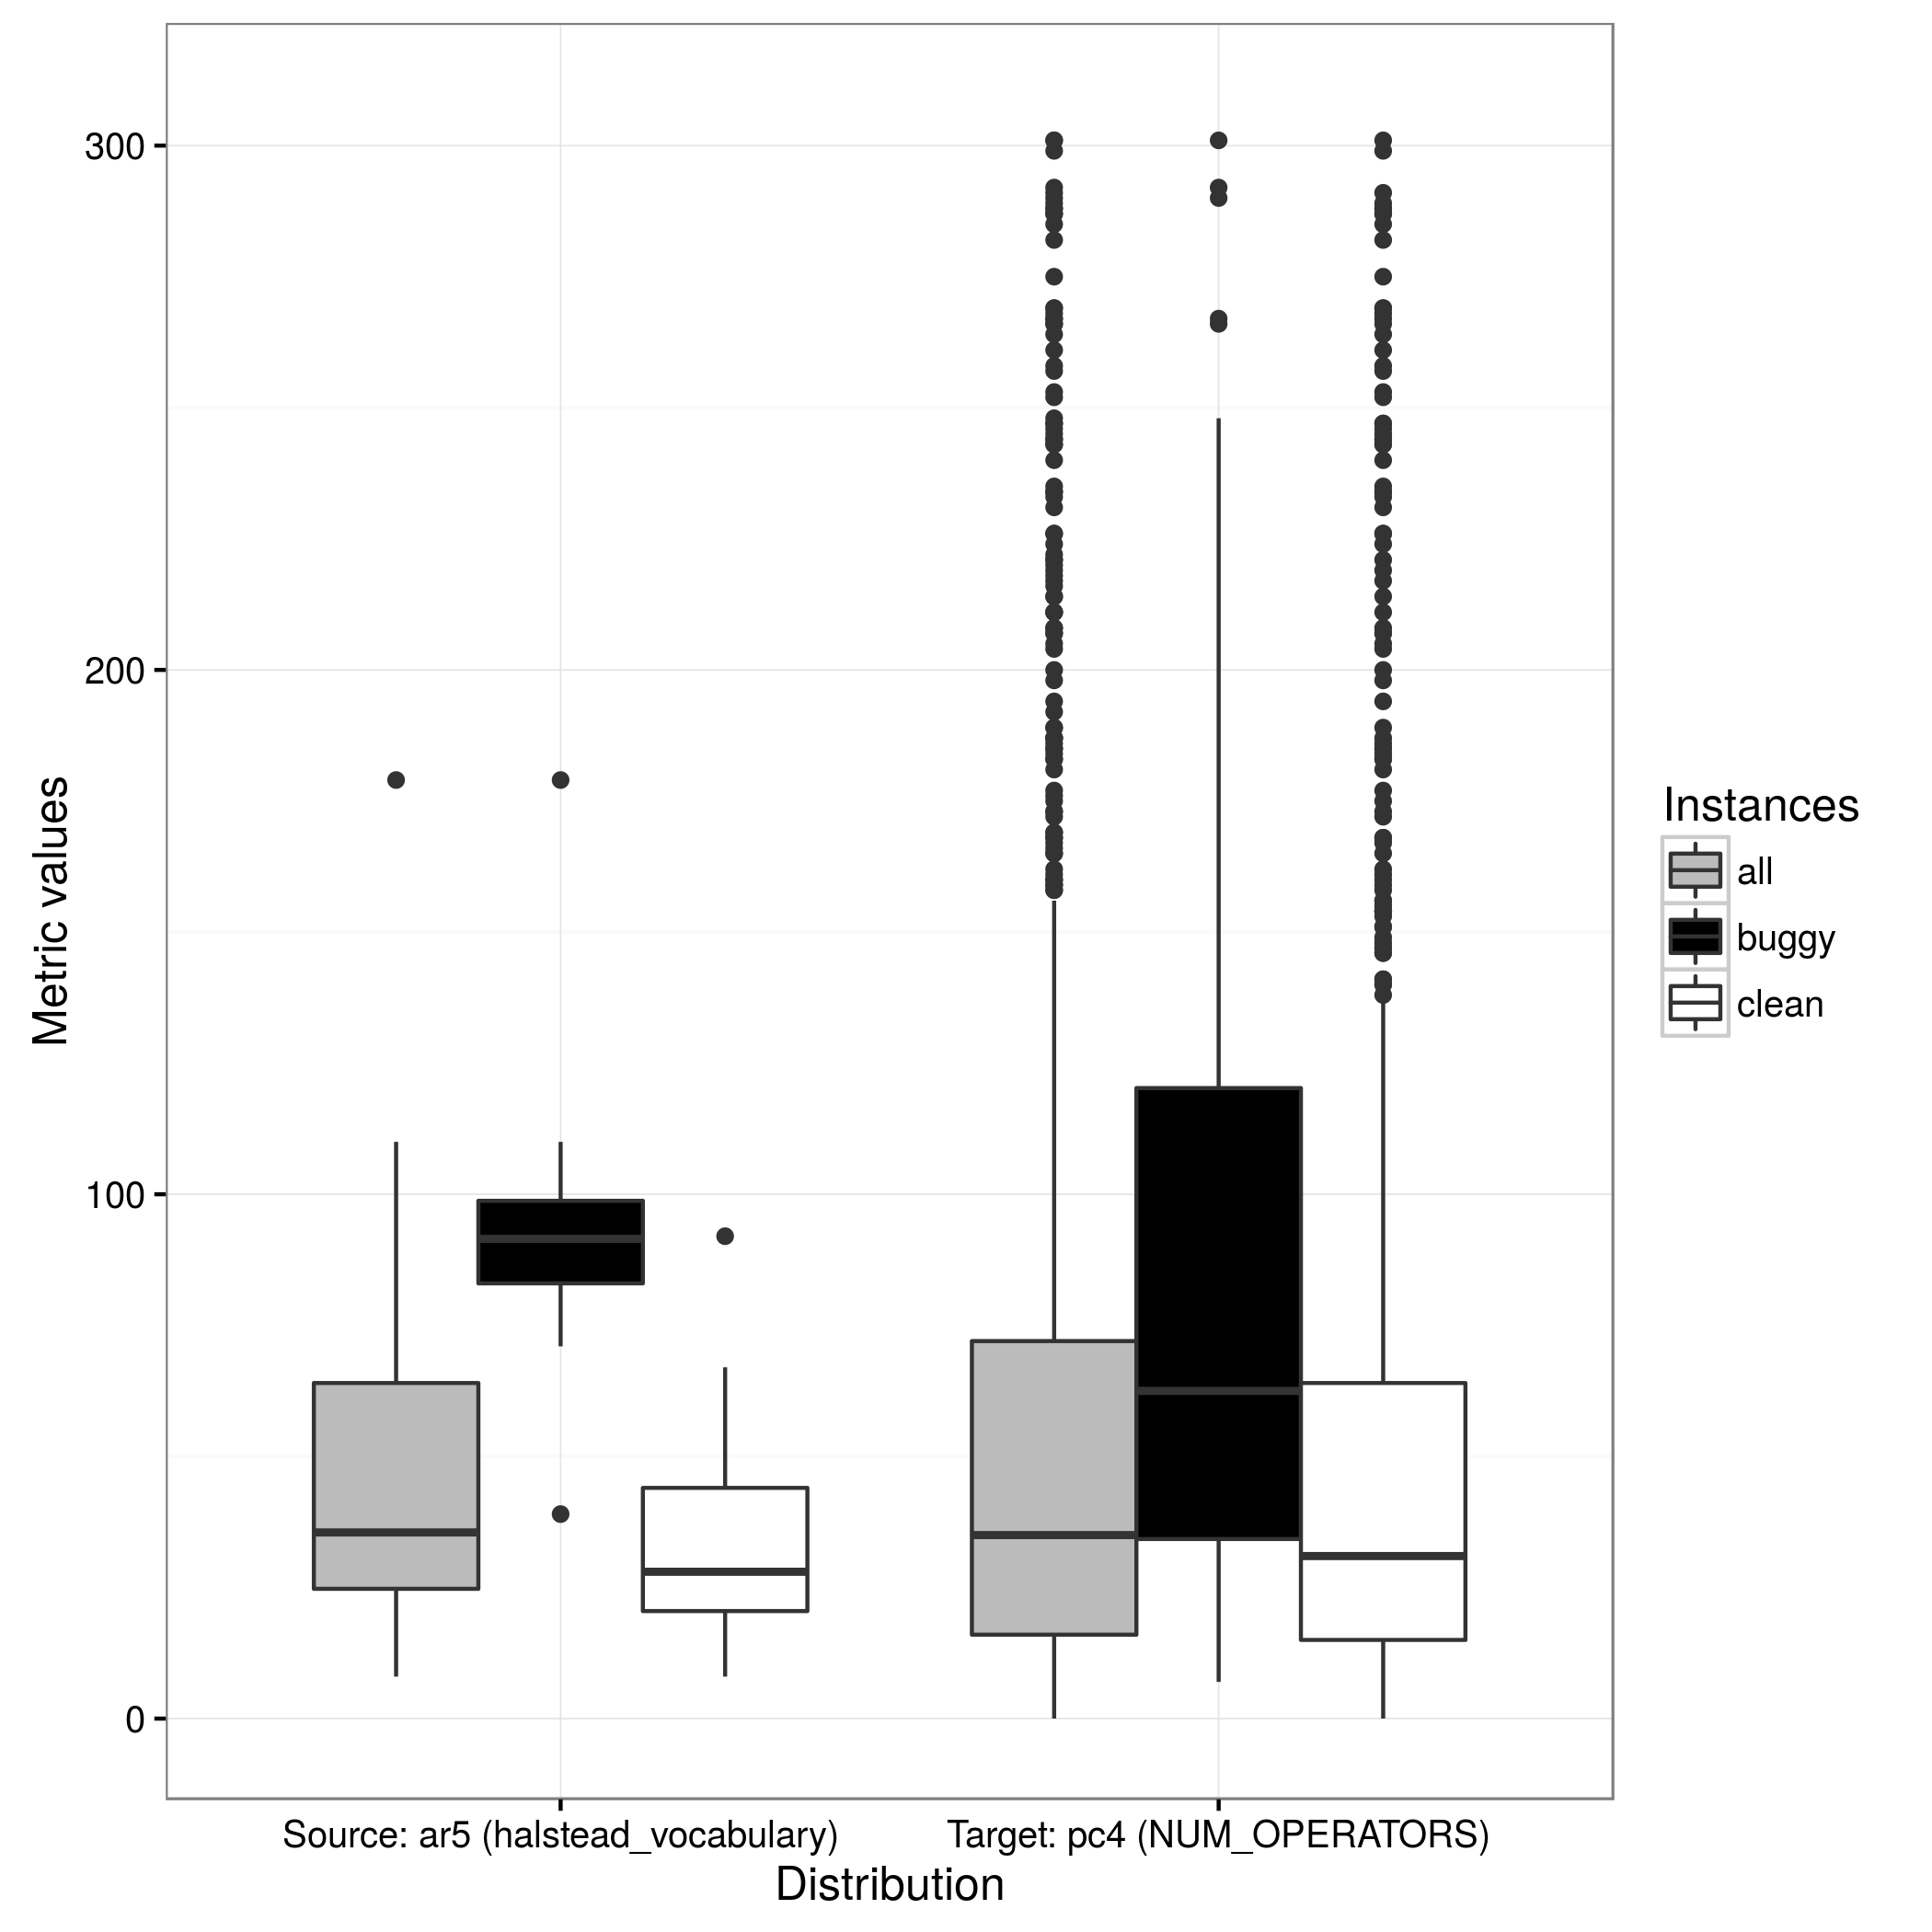 300
200
100
0
Metric values
Source: ar5 (halstead_vocabulary)
Target: pc4 (NUM_OPERATORS)
Distribution
Instances
all
buggy
clean